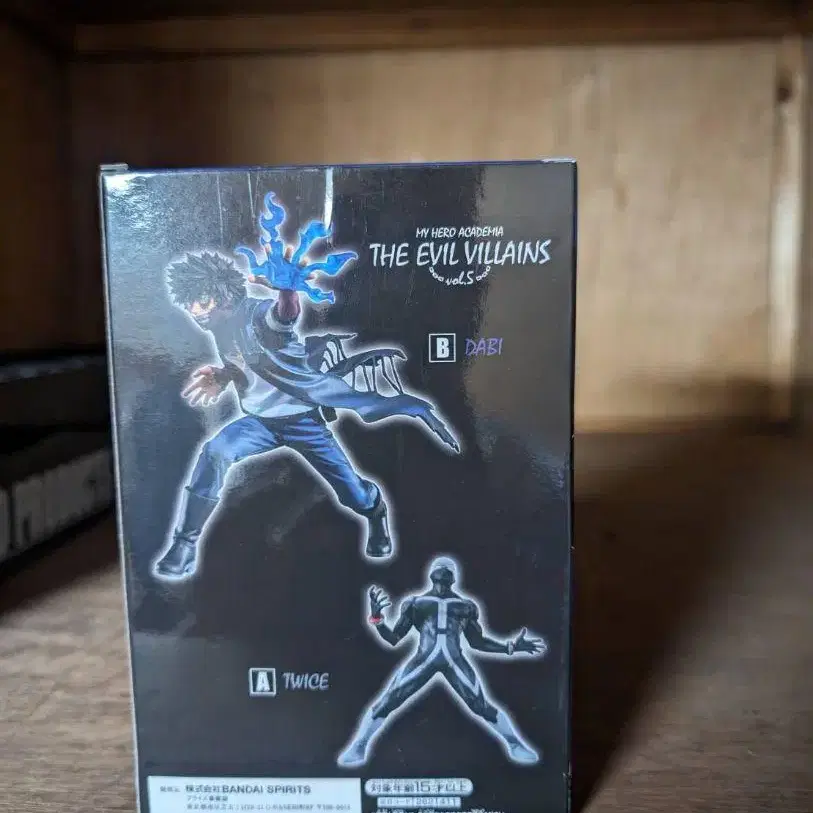 MY HERO ACADEMIA
THE EVIL VILLAINS
vol.5
B DABI
A TWICE
株式会社BANDAI SPIRITS
対象年齢15才以上